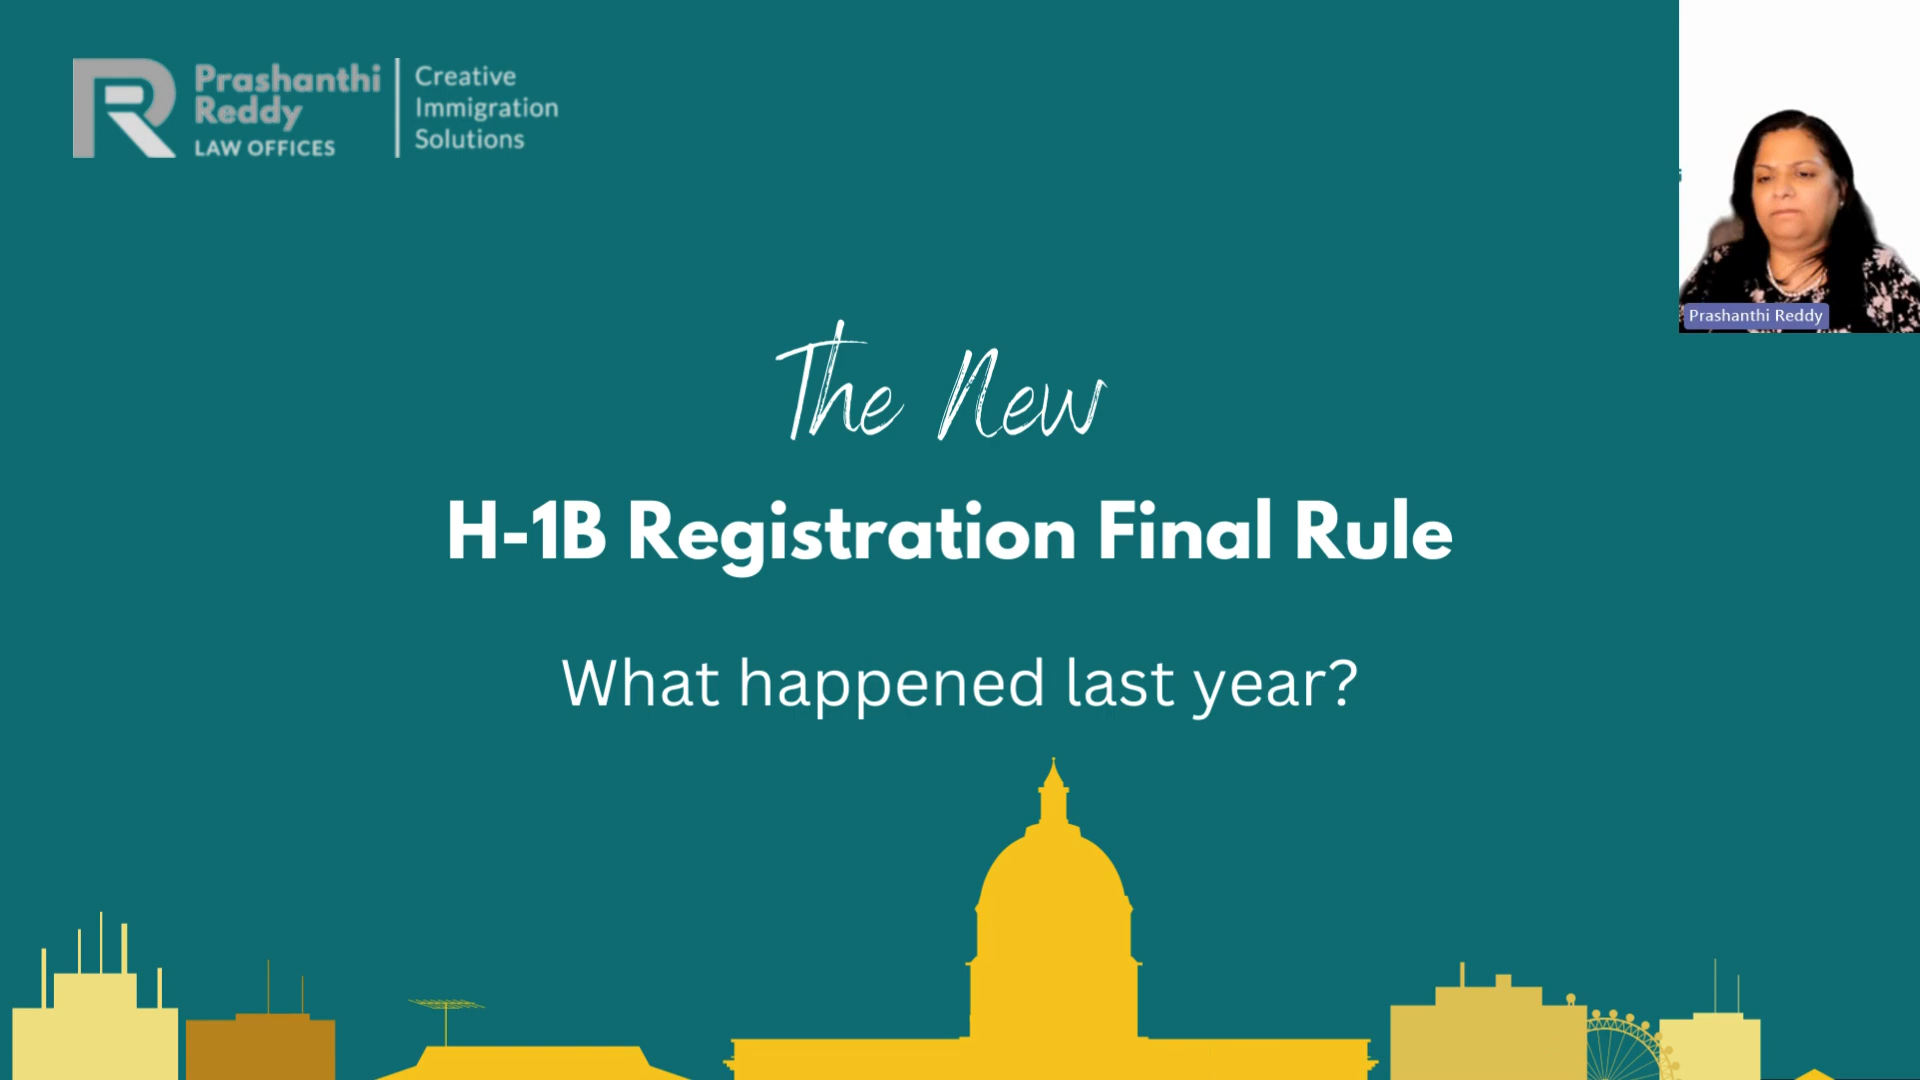 Prashanthi
Reddy
LAW OFFICES
Creative
Immigration
Solutions
Prashanthi Reddy
The New
H-1B Registration Final Rule
What happened last year?